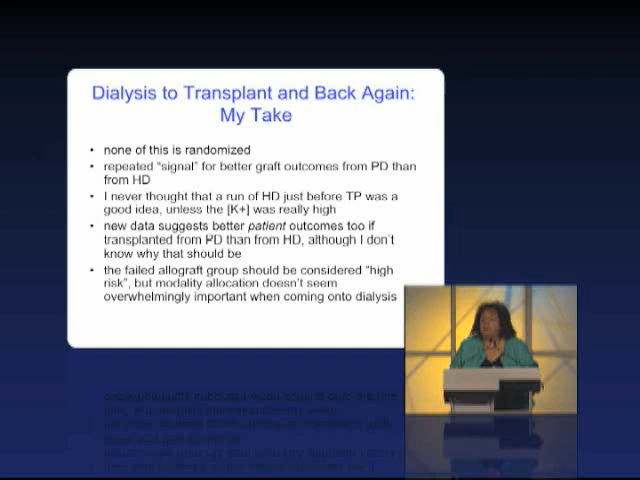 Dialysis to Transplant and Back Again:
My Take
• none of this is randomized
• repeated “signal” for better graft outcomes from PD than
from HD
• I never thought that a run of HD just before TP was a
good idea, unless the [K+] was really high
• new data suggests better patient outcomes too if
transplanted from PD than from HD, although I don’t
know why that should be
• the failed allograft group should be considered “high
risk”, but modality allocation doesn’t seem
overwhelmingly important when coming onto dialysis